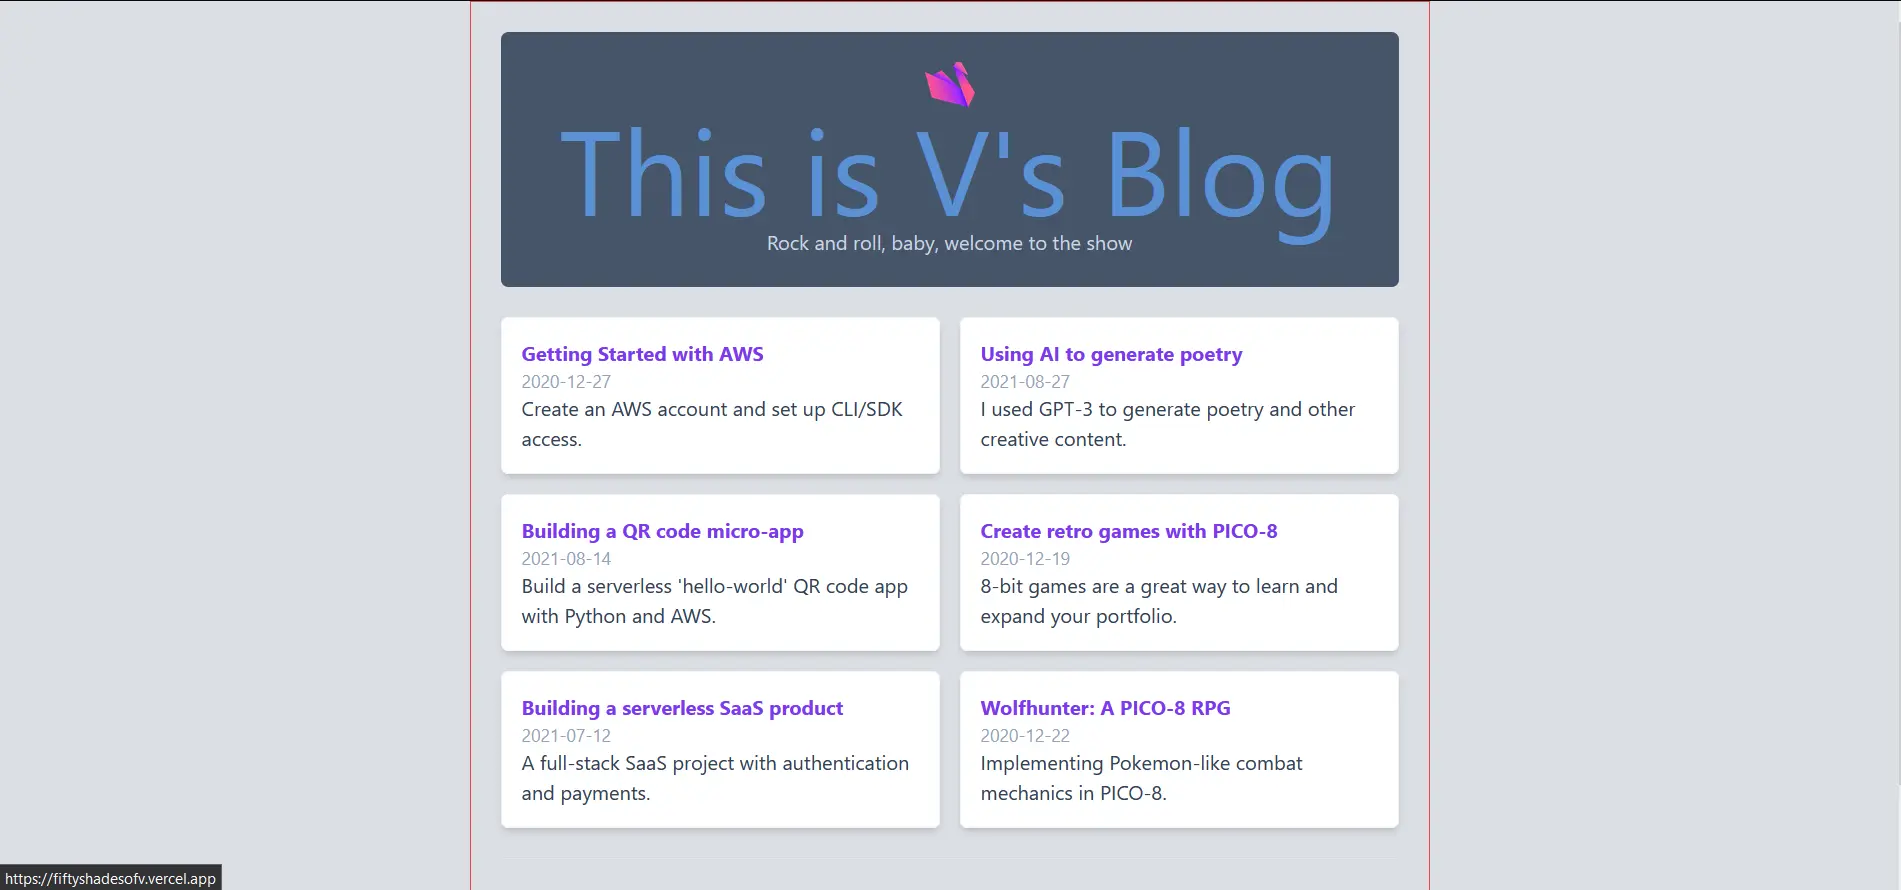 This is V's Blog
Rock and roll, baby, welcome to the show
Getting Started with AWS
2020-12-27
Create an AWS account and set up CLI/SDK
access.
Using AI to generate poetry
2021-08-27
I used GPT-3 to generate poetry and other
creative content.
Building a QR code micro-app
2021-08-14
Build a serverless 'hello-world' QR code app
with Python and AWS.
Create retro games with PICO-8
2020-12-19
8-bit games are a great way to learn and
expand your portfolio.
Building a serverless SaaS product
2021-07-12
A full-stack SaaS project with authentication
and payments.
Wolfhunter: A PICO-8 RPG
2020-12-22
Implementing Pokemon-like combat
mechanics in PICO-8.
https://fiftyshadesofv.vercel.app